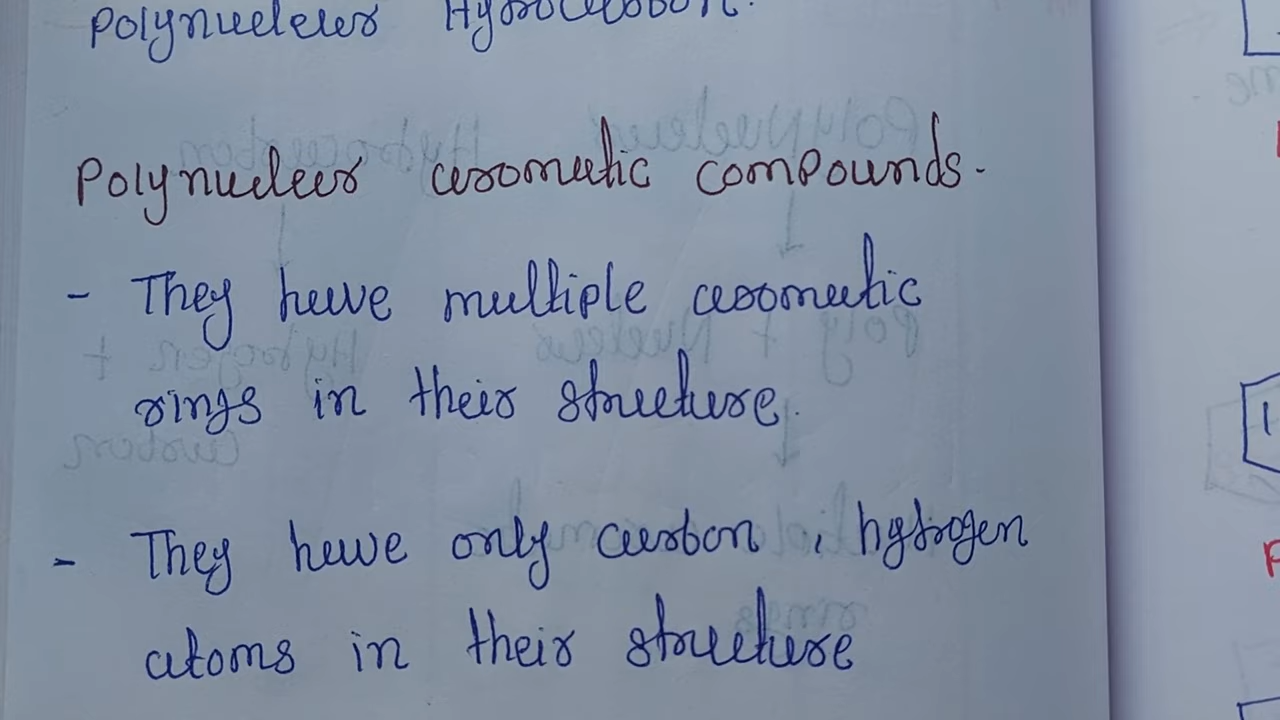 Polynuclear Hydrocarbon.
Polynuclear aromatic compounds.
- They have multiple aromatic
rings in their structure.
- They have only carbon, hydrogen
atoms in their structure